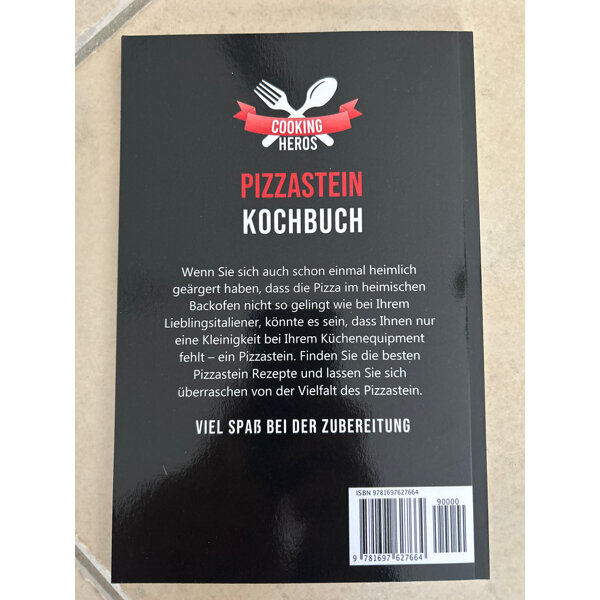 COOKING
HEROS
PIZZASTEIN
KOCHBUCH
Wenn Sie sich auch schon einmal heimlich
geärgert haben, dass die Pizza im heimischen
Backofen nicht so gelingt wie bei Ihrem
Lieblingsitaliener, könnte es sein, dass Ihnen nur
eine Kleinigkeit bei Ihrem Küchenequipment
fehlt – ein Pizzastein. Finden Sie die besten
Pizzastein Rezepte und lassen Sie sich
überraschen von der Vielfalt des Pizzastein.
VIEL SPAß BEI DER ZUBEREITUNG
ISBN 9781697627664
90000
9 781697 627664